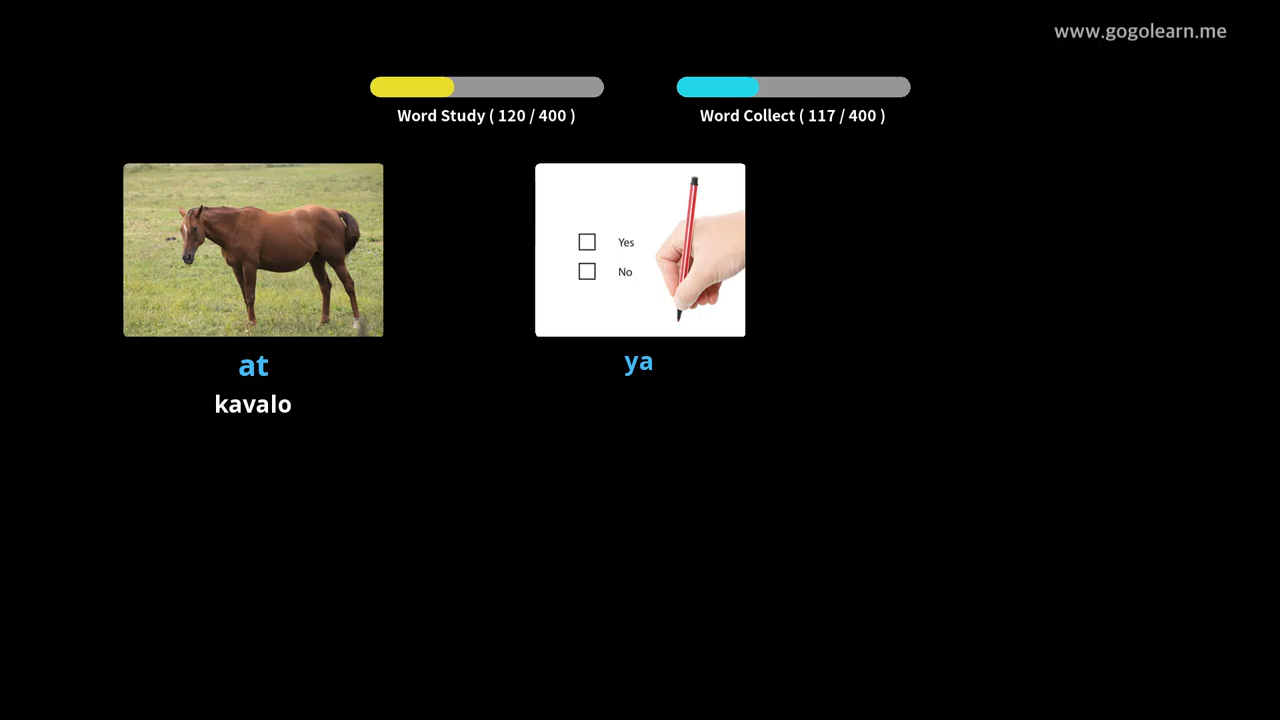 www.gogolearn.me
Word Study ( 120 / 400 )
Word Collect ( 117 / 400 )
Yes
No
at
ya
kavalo